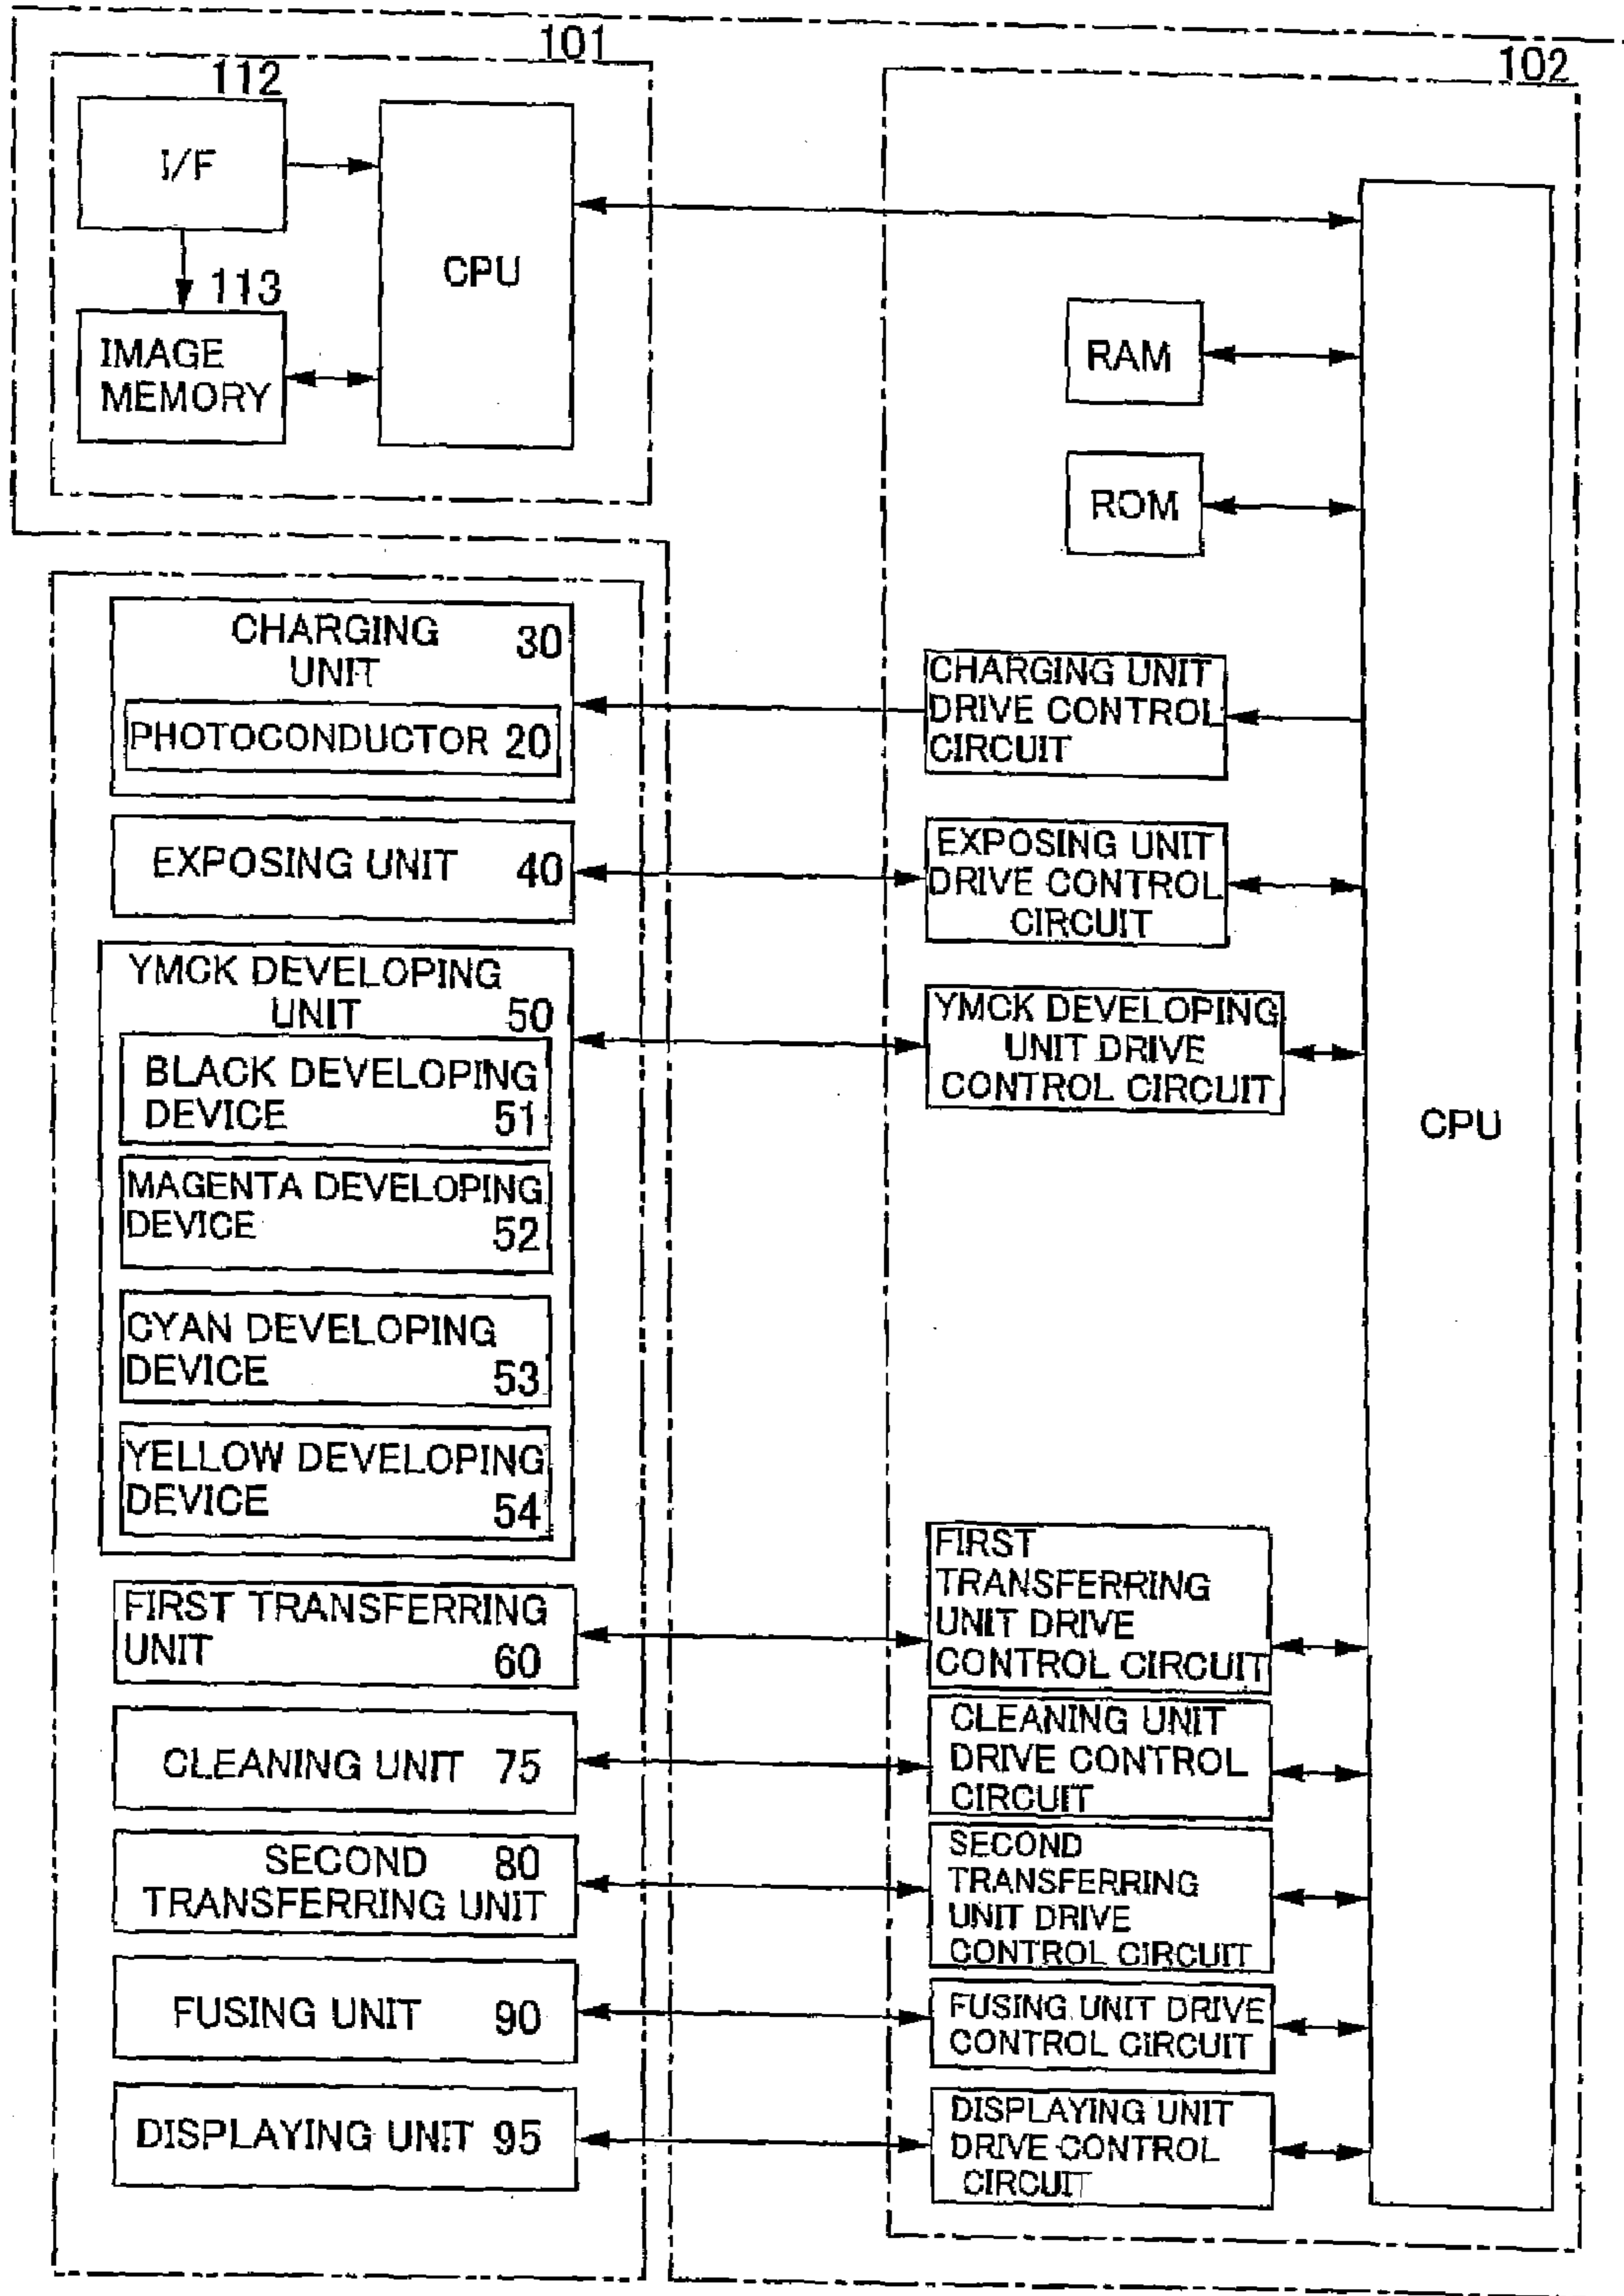 101
112
I/F
CPU
113
IMAGE
MEMORY
102
RAM
ROM
CPU
CHARGING
UNIT
30
PHOTOCONDUCTOR 20
EXPOSING UNIT 40
YMCK DEVELOPING
UNIT 50
BLACK DEVELOPING
DEVICE 51
MAGENTA DEVELOPING
DEVICE 52
CYAN DEVELOPING
DEVICE 53
YELLOW DEVELOPING
DEVICE 54
FIRST TRANSFERRING
UNIT 60
CLEANING UNIT 75
SECOND 80
TRANSFERRING UNIT
FUSING UNIT 90
DISPLAYING UNIT 95
CHARGING UNIT
DRIVE CONTROL
CIRCUIT
EXPOSING UNIT
DRIVE CONTROL
CIRCUIT
YMCK DEVELOPING
UNIT DRIVE
CONTROL CIRCUIT
FIRST
TRANSFERRING
UNIT DRIVE
CONTROL CIRCUIT
CLEANING UNIT
DRIVE CONTROL
CIRCUIT
SECOND
TRANSFERRING
UNIT DRIVE
CONTROL CIRCUIT
FUSING UNIT DRIVE
CONTROL CIRCUIT
DISPLAYING UNIT
DRIVE CONTROL
CIRCUIT